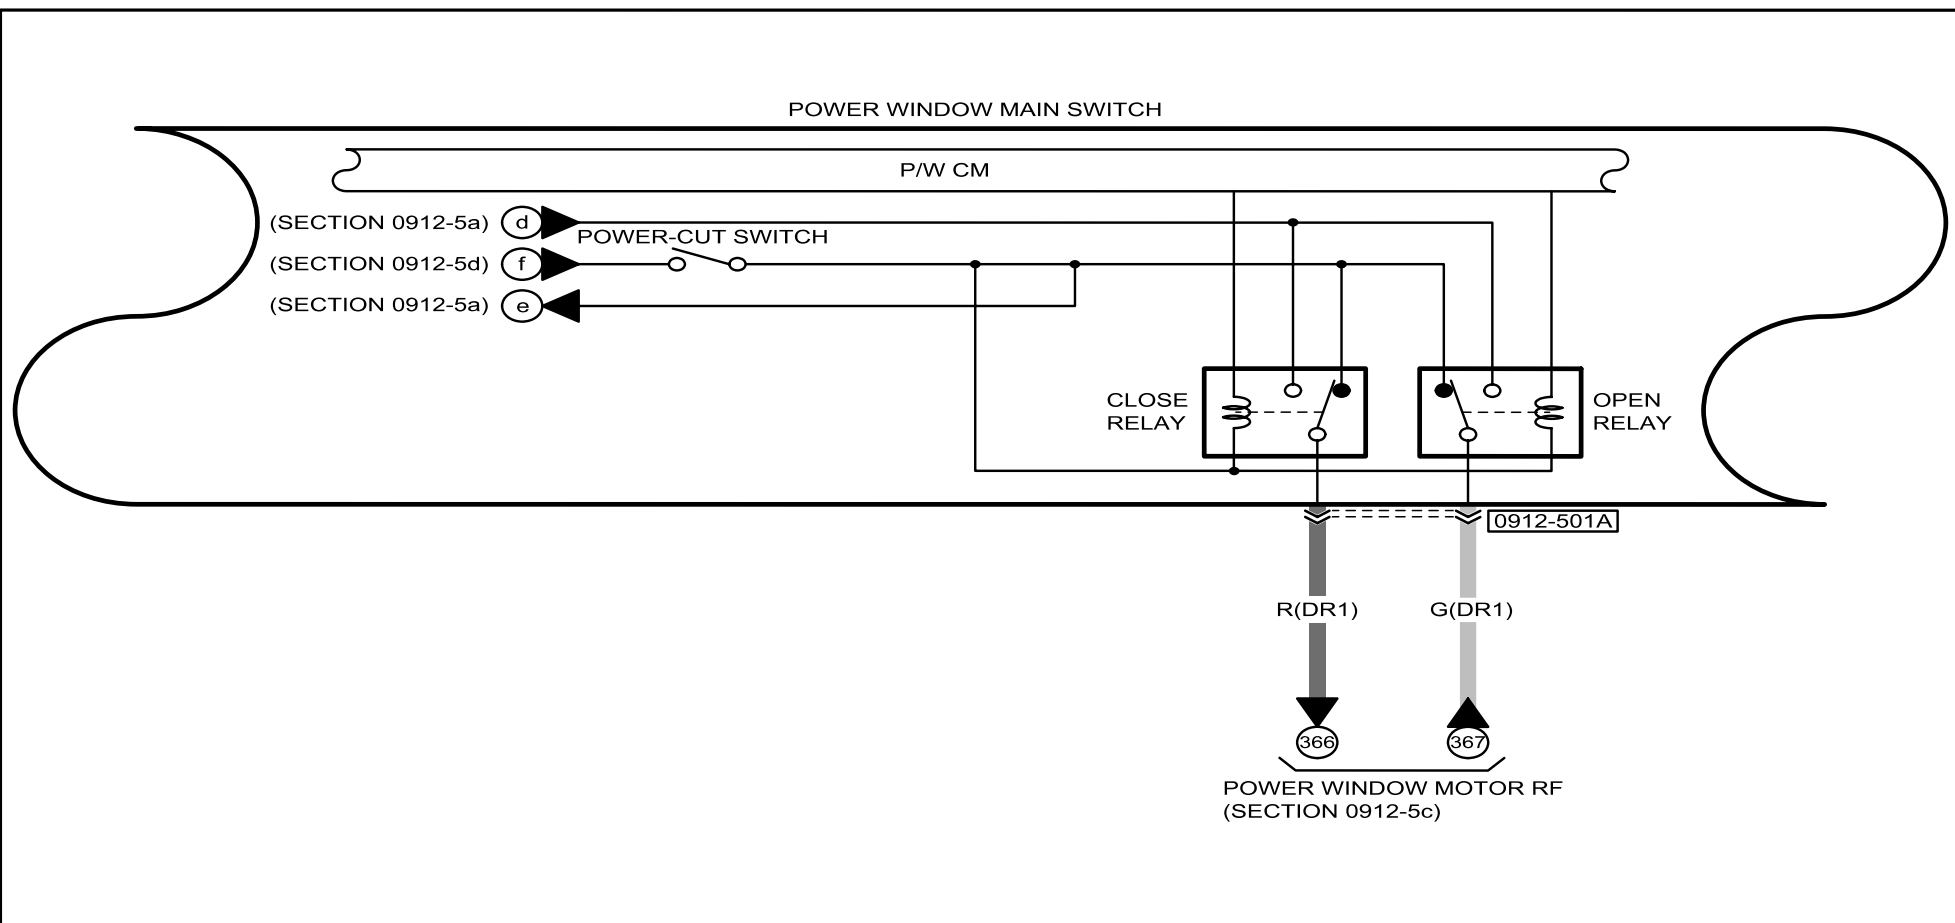 POWER WINDOW MAIN SWITCH
P/W CM
(SECTION 0912-5a) d
POWER-CUT SWITCH
(SECTION 0912-5d) f
(SECTION 0912-5a) e
CLOSE
RELAY
OPEN
RELAY
0912-501A
R(DR1) G(DR1)
366 367
POWER WINDOW MOTOR RF
(SECTION 0912-5c)